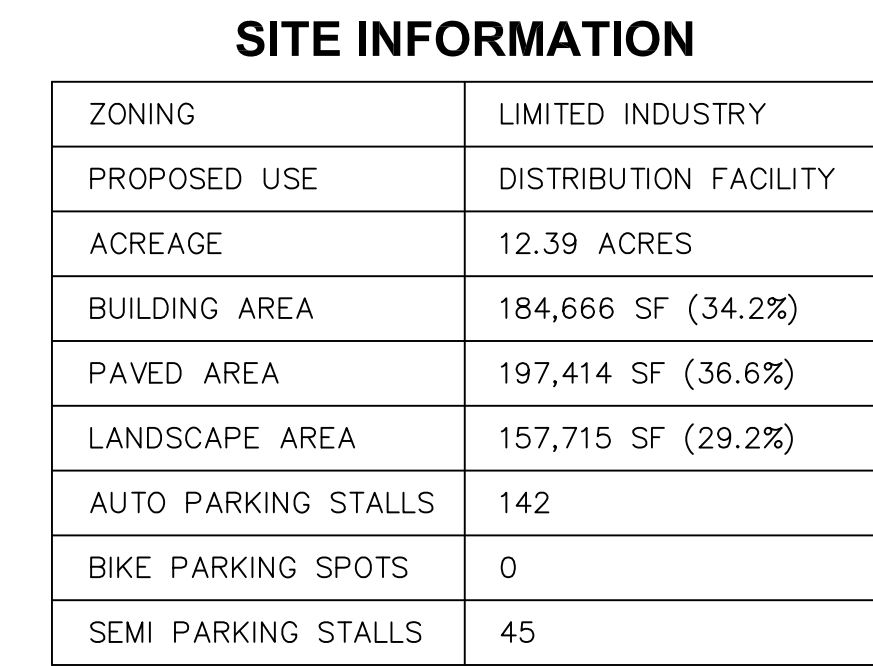 SITE INFORMATION
ZONING LIMITED INDUSTRY
PROPOSED USE DISTRIBUTION FACILITY
ACREAGE 12.39 ACRES
BUILDING AREA 184,666 SF (34.2%)
PAVED AREA 197,414 SF (36.6%)
LANDSCAPE AREA 157,715 SF (29.2%)
AUTO PARKING STALLS 142
BIKE PARKING SPOTS 0
SEMI PARKING STALLS 45